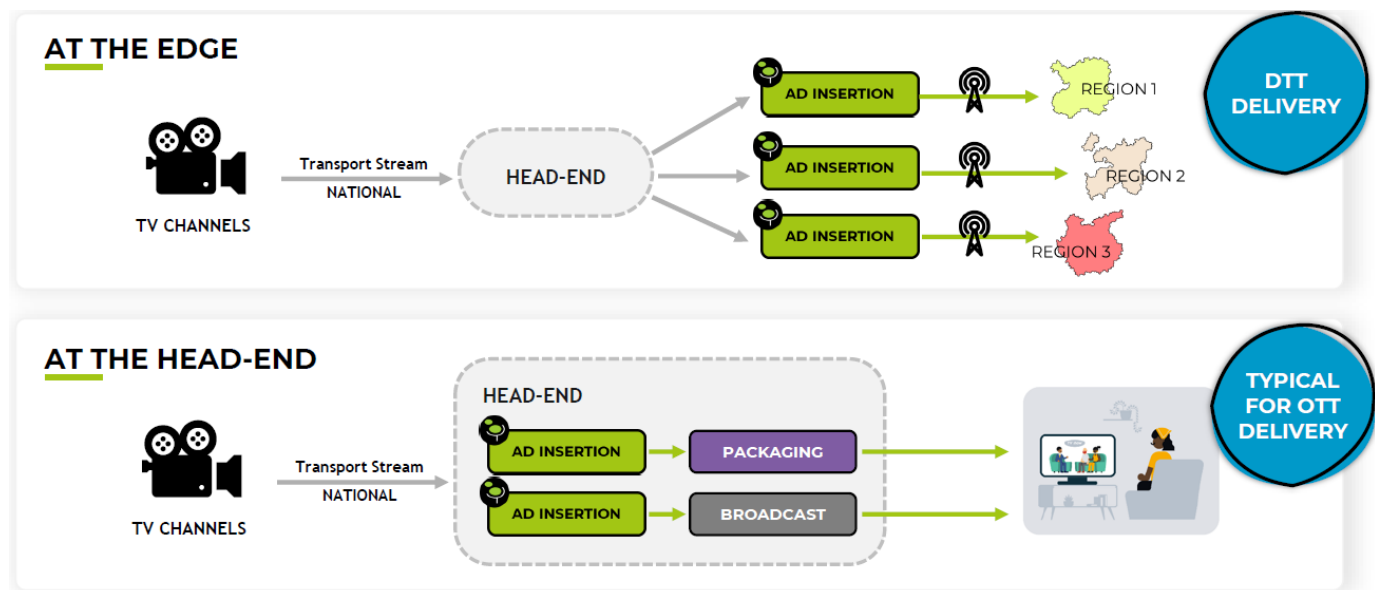 AT THE EDGE
TV CHANNELS
Transport Stream
NATIONAL
HEAD-END
AD INSERTION
REGION 1
AD INSERTION
REGION 2
AD INSERTION
REGION 3
DTT
DELIVERY
AT THE HEAD-END
TV CHANNELS
Transport Stream
NATIONAL
HEAD-END
AD INSERTION
PACKAGING
AD INSERTION
BROADCAST
TYPICAL
FOR OTT
DELIVERY